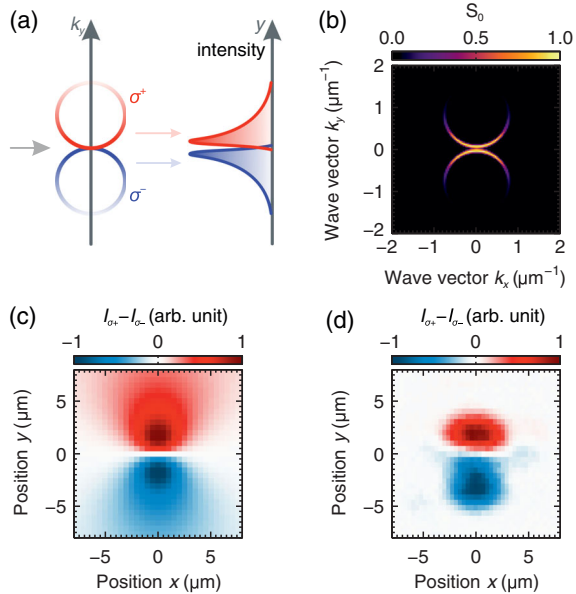 (a)
k_y
y
intensity
σ⁺
σ⁻
(b)
S₀
0.0 0.5 1.0
Wave vector k_y (µm⁻¹)
2
1
0
−1
−2
−2 −1 0 1 2
Wave vector k_x (µm⁻¹)
(c)
I_σ+ − I_σ− (arb. unit)
−1 0 1
Position y (µm)
5
0
−5
−5 0 5
Position x (µm)
(d)
I_σ+ − I_σ− (arb. unit)
−1 0 1
Position y (µm)
5
0
−5
−5 0 5
Position x (µm)